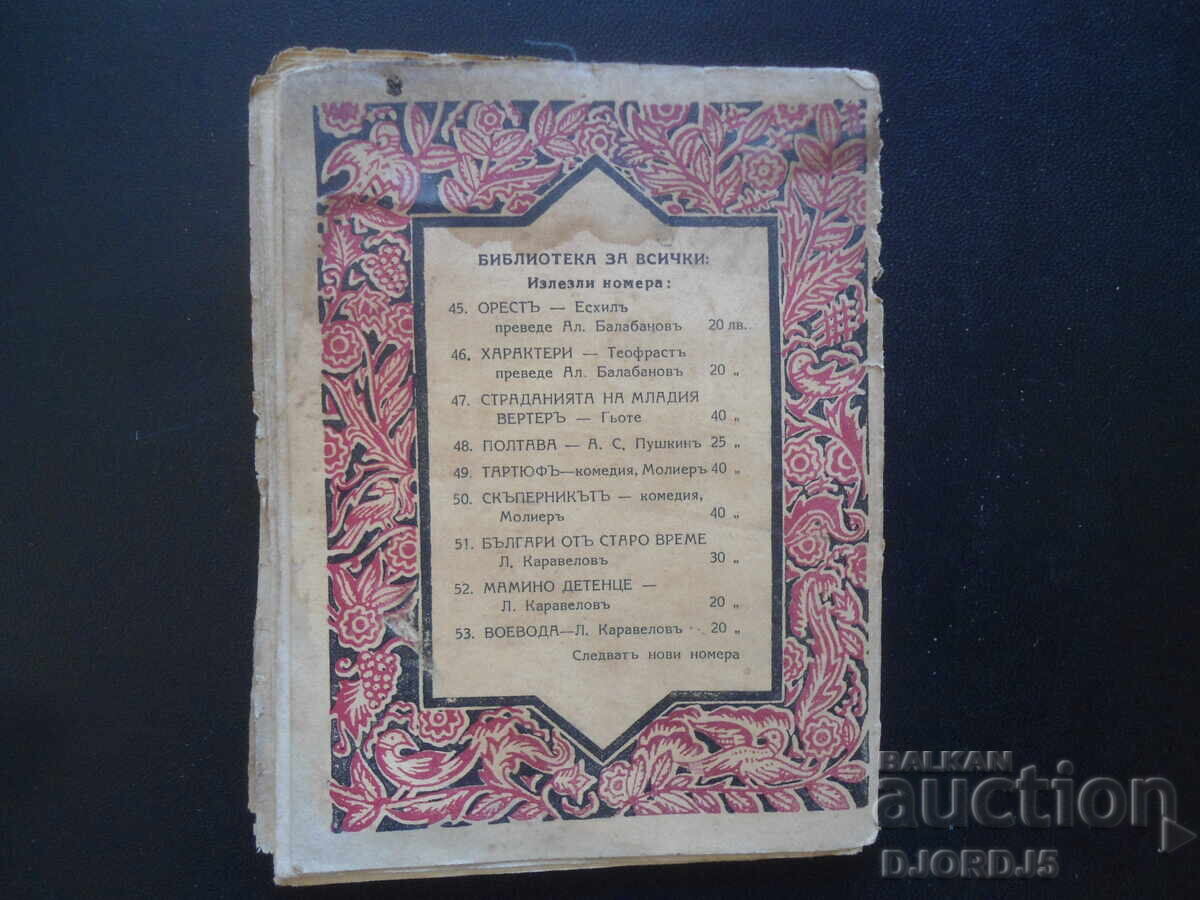 БИБЛИОТЕКА ЗА ВСИЧКИ:
Излезли номера:
45. ОРЕСТЪ — Есхилъ
преведе Ал. Балабановъ 20 лв.
46. ХАРАКТЕРИ — Теофрастъ
преведе Ал. Балабановъ 20 „
47. СТРАДАНИЯТА НА МЛАДИЯ
ВЕРТЕРЪ — Гьоте 40 „
48. ПОЛТАВА — А. С. Пушкинъ 25 „
49. ТАРТЮФЪ—комедия, Молиеръ 40 „
50. СКЪПЕРНИКЪТЪ — комедия,
Молиеръ 40 „
51. БЪЛГАРИ ОТЪ СТАРО ВРЕМЕ
Л. Каравеловъ 30 „
52. МАМИНО ДЕТЕНЦЕ —
Л. Каравеловъ 20 „
53. ВОЕВОДА—Л. Каравеловъ 20 „
Следватъ нови номера
BALKAN
auction
DJORDJ5